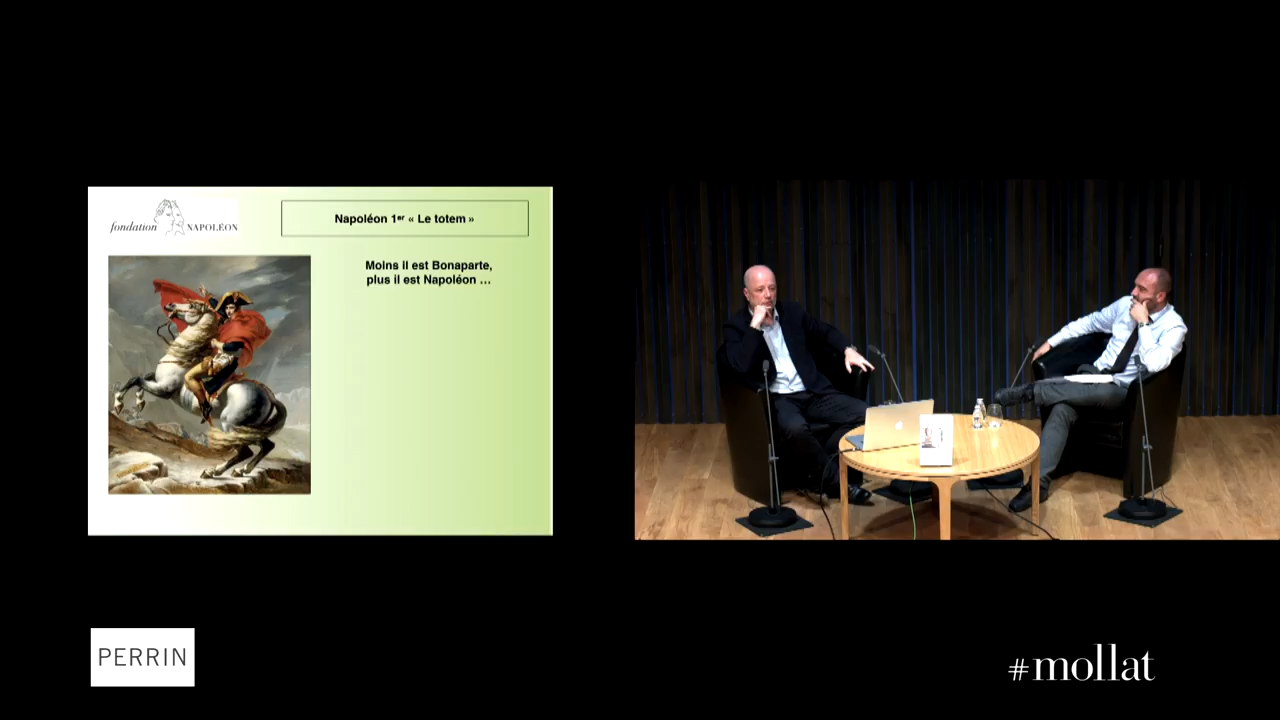 fondation NAPOLÉON
Napoléon 1er « Le totem »
Moins il est Bonaparte,
plus il est Napoléon …
PERRIN
#mollat